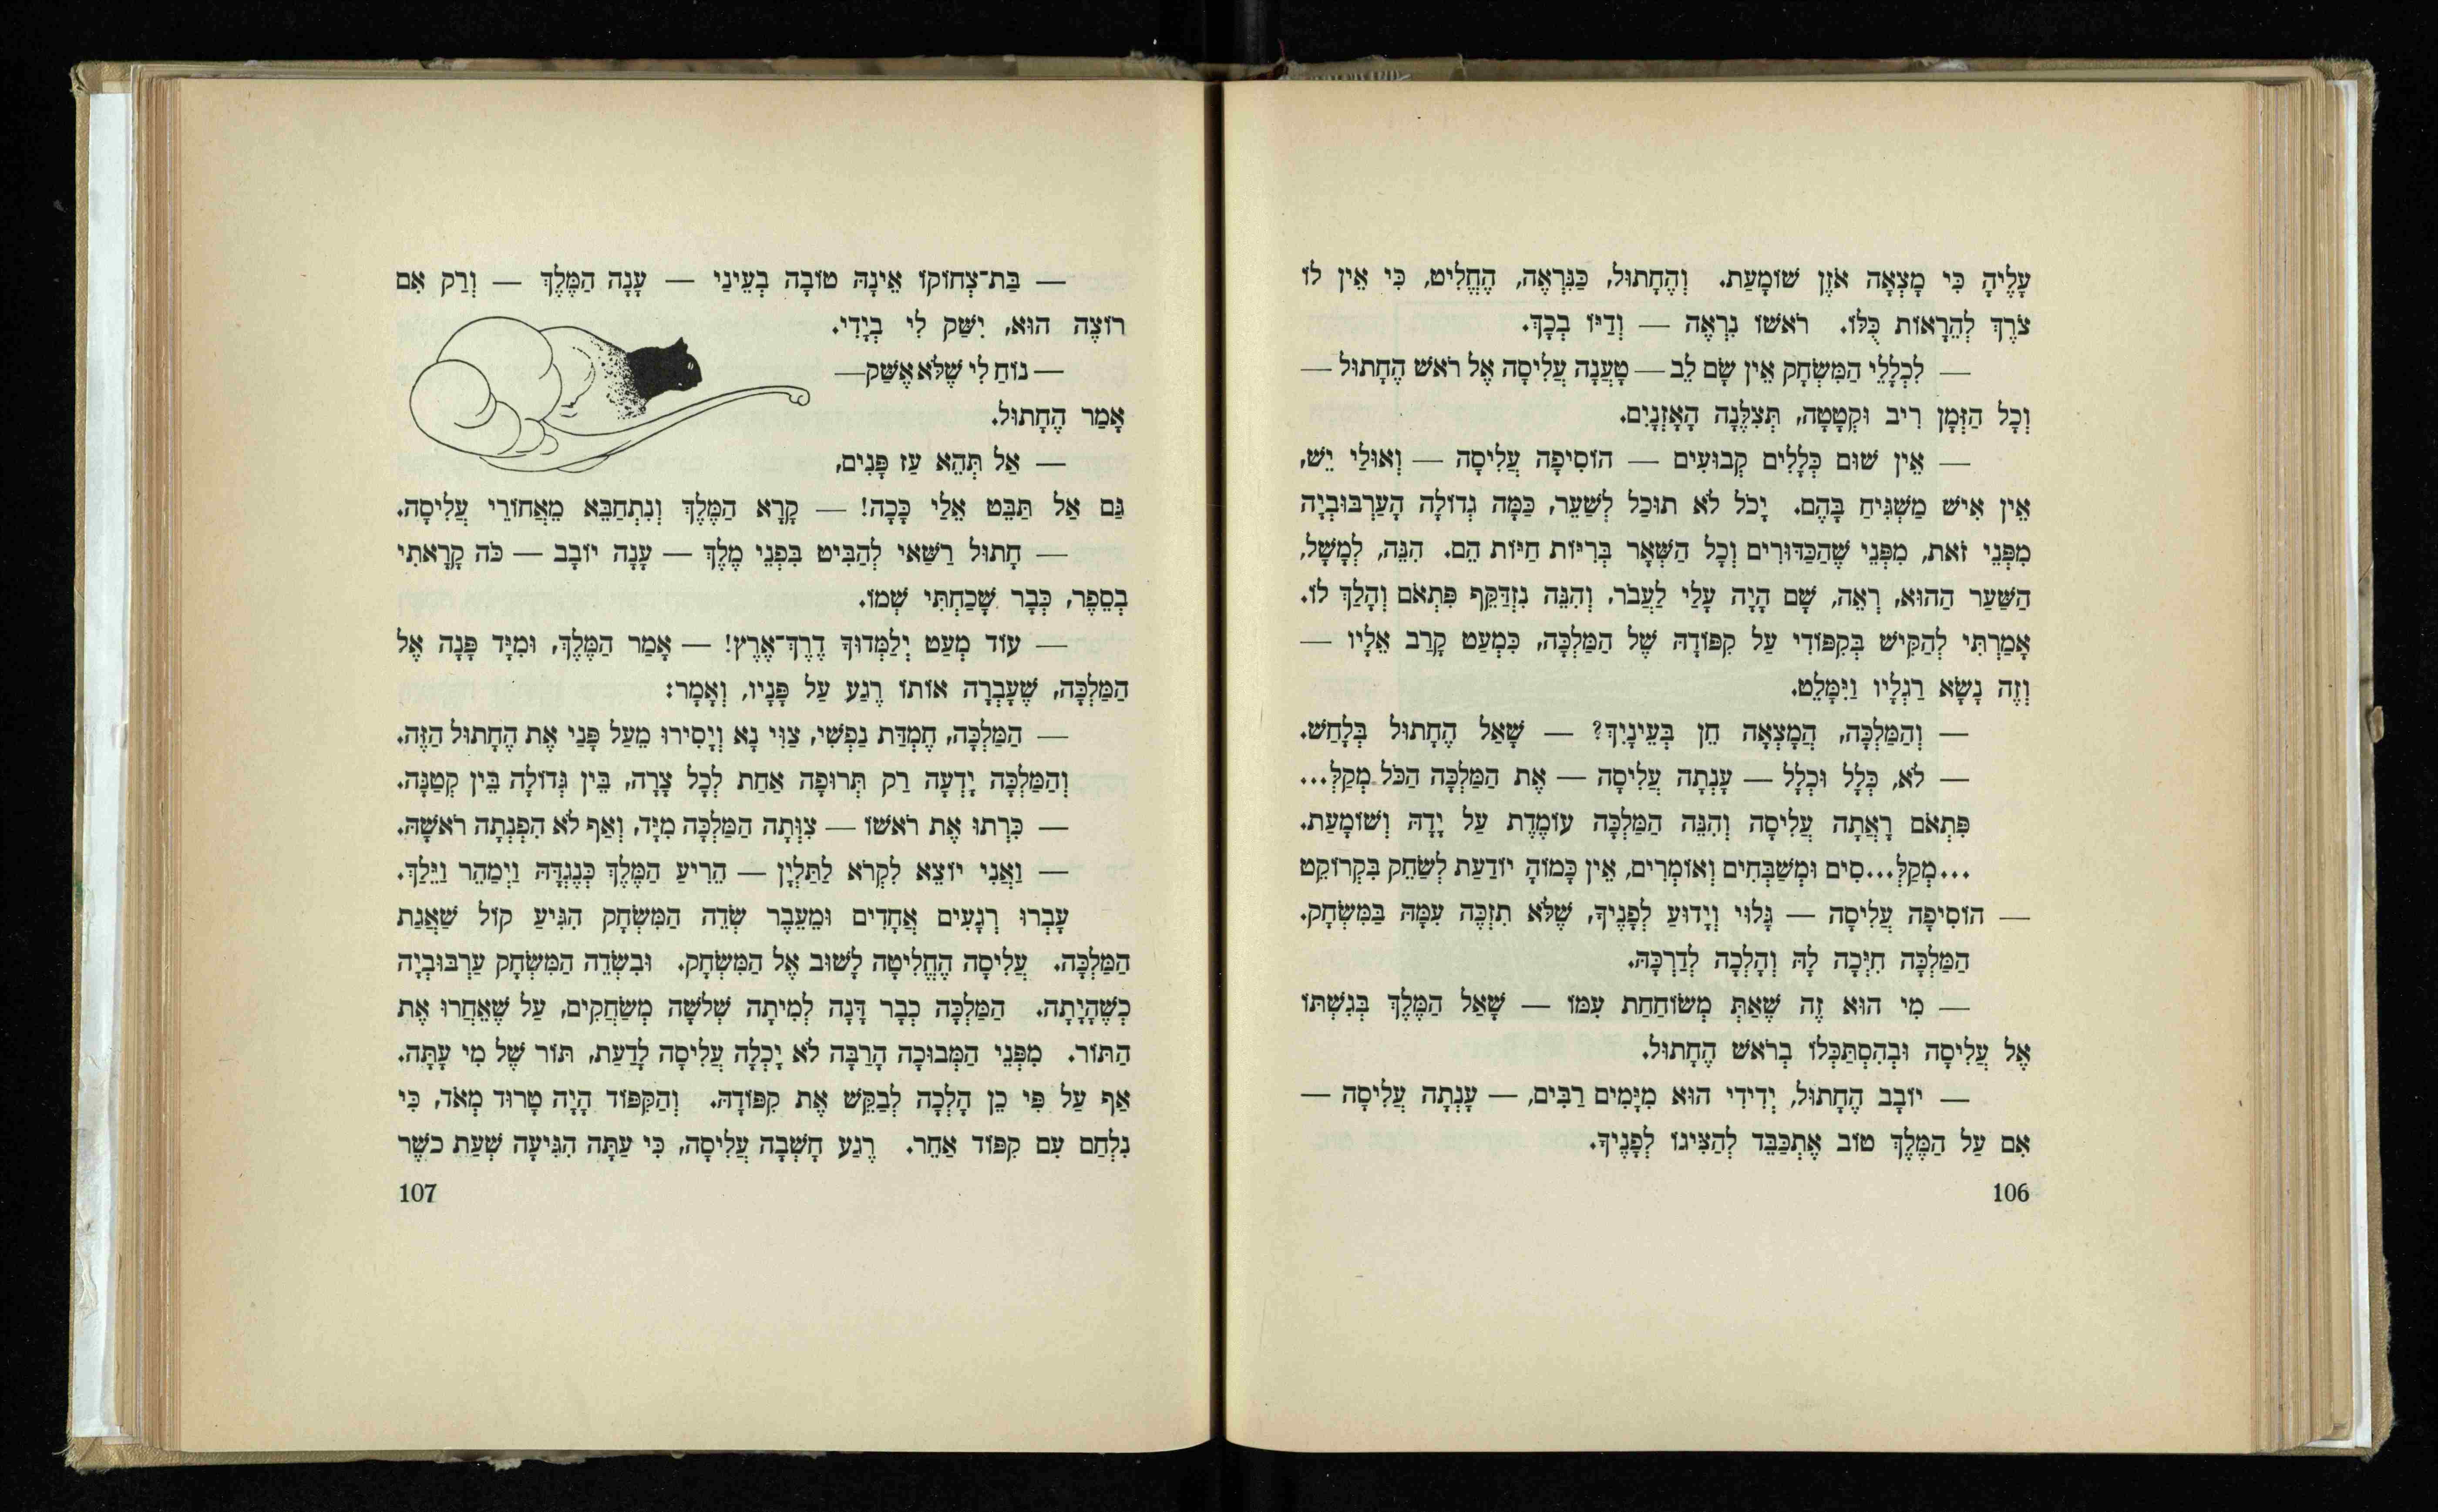 עָלֶיהָ כִּי מָצְאָה אֹזֶן שׁוֹמָעַת. וְהֶחָתוּל, כַּנִּרְאֶה, הֶחֱלִיט, כִּי אֵין לוֹ
צֹרֶךְ לְהֵרָאוֹת כֻּלּוֹ. רֹאשׁוֹ נִרְאֶה — וְדַיּוֹ בְכָךְ.
— לִכְלָלֵי הַמִּשְׂחָק אֵין שָׂם לֵב — טָעֲנָה עֲלִיסָה אֶל רֹאשׁ הֶחָתוּל —
וְכָל הַזְּמָן רִיב וּקְטָטָה, תְּצִלֶּנָה הָאָזְנָיִם.
— אֵין שׁוּם כְּלָלִים קְבוּעִים — הוֹסִיפָה עֲלִיסָה — וְאוּלַי יֵשׁ,
אֵין אִישׁ מַשְׁגִּיחַ בָּהֶם. יָכֹל לֹא תוּכַל לְשַׁעֵר, כַּמָּה גְדוֹלָה הָעַרְבּוּבְיָה
מִפְּנֵי זֹאת, מִפְּנֵי שֶׁהַכַּדּוּרִים וְכָל הַשְּׁאָר בְּרִיּוֹת חַיּוֹת הֵם. הִנֵּה, לְמָשָׁל,
הַשַּׁעַר הַהוּא, רְאֵה, שָׁם הָיָה עָלַי לַעֲבֹר, וְהִנֵּה נִזְדַּקֵּף פִּתְאֹם וְהָלַךְ לוֹ.
אָמַרְתִּי לְהַקִּישׁ בְּקִפּוֹדִי עַל קִפּוֹדָהּ שֶׁל הַמַּלְכָּה, כִּמְעַט קָרַב אֵלָיו —
וְזֶה נָשָׂא רַגְלָיו וַיִּמָּלֵט.
— וְהַמַּלְכָּה, הֲמָצְאָה חֵן בְּעֵינָיִךְ? — שָׁאַל הֶחָתוּל בְּלָחַשׁ.
— לֹא, כְּלָל וּכְלָל — עָנְתָה עֲלִיסָה — אֶת הַמַּלְכָּה הַכֹּל מְקַלְּ...
פִּתְאֹם רָאֲתָה עֲלִיסָה וְהִנֵּה הַמַּלְכָּה עוֹמֶדֶת עַל יָדָהּ וְשׁוֹמָעַת.
...מְקַלְּ...סִים וּמְשַׁבְּחִים וְאוֹמְרִים, אֵין כָּמוֹהָ יוֹדַעַת לְשַׂחֵק בִּקְרוֹקֶט
— הוֹסִיפָה עֲלִיסָה — גָּלוּי וְיָדוּעַ לְפָנֶיךָ, שֶׁלֹּא תִזְכֶּה עִמָּהּ בַּמִּשְׂחָק.
הַמַּלְכָּה חִיְּכָה לָהּ וְהָלְכָה לְדַרְכָּהּ.
— מִי הוּא זֶה שֶׁאַתְּ מְשׂוֹחַחַת עִמּוֹ — שָׁאַל הַמֶּלֶךְ בְּגִשְׁתּוֹ
אֶל עֲלִיסָה וּבְהִסְתַּכְּלוֹ בְרֹאשׁ הֶחָתוּל.
— יוֹבָב הֶחָתוּל, יְדִידִי הוּא מִיָּמִים רַבִּים, — עָנְתָה עֲלִיסָה —
אִם עַל הַמֶּלֶךְ טוֹב אֶתְכַּבֵּד לְהַצִּיגוֹ לְפָנֶיךָ.
106
— בַּת־צְחוֹקוֹ אֵינָהּ טוֹבָה בְעֵינַי — עָנָה הַמֶּלֶךְ — וְרַק אִם
רוֹצֶה הוּא, יִשַּׁק לִי בְיָדִי.
— נוֹחַ לִי שֶׁלֹּא אֶשַּׁק —
אָמַר הֶחָתוּל.
— אַל תְּהֵא עַז פָּנִים,
גַּם אַל תַּבֵּט אֵלַי כָּכָה! — קָרָא הַמֶּלֶךְ וְנִתְחַבֵּא מֵאֲחוֹרֵי עֲלִיסָה.
— חָתוּל רַשַּׁאי לְהַבִּיט בִּפְנֵי מֶלֶךְ — עָנָה יוֹבָב — כֹּה קָרָאתִי
בְסֵפֶר, כְּבָר שָׁכַחְתִּי שְׁמוֹ.
— עוֹד מְעַט יְלַמְּדוּךָ דֶרֶךְ־אֶרֶץ! — אָמַר הַמֶּלֶךְ, וּמִיָּד פָּנָה אֶל
הַמַּלְכָּה, שֶׁעָבְרָה אוֹתוֹ רֶגַע עַל פָּנָיו, וְאָמַר:
— הַמַּלְכָּה, חֶמְדַּת נַפְשִׁי, צַוִּי נָא וְיָסִירוּ מֵעַל פָּנַי אֶת הֶחָתוּל הַזֶּה.
וְהַמַּלְכָּה יָדְעָה רַק תְּרוּפָה אַחַת לְכָל צָרָה, בֵּין גְּדוֹלָה בֵּין קְטַנָּה.
— כִּרְתוּ אֶת רֹאשׁוֹ — צִוְּתָה הַמַּלְכָּה מִיָּד, וְאַף לֹא הִפְנְתָה רֹאשָׁהּ.
— וַאֲנִי יוֹצֵא לִקְרֹא לַתַּלְיָן — הֵרִיעַ הַמֶּלֶךְ כְּנֶגְדָּהּ וַיְמַהֵר וַיֵּלֵךְ.
עָבְרוּ רְגָעִים אֲחָדִים וּמֵעֵבֶר שְׂדֵה הַמִּשְׂחָק הִגִּיעַ קוֹל שַׁאֲגַת
הַמַּלְכָּה. עֲלִיסָה הֶחֱלִיטָה לָשׁוּב אֶל הַמִּשְׂחָק. וּבִשְׂדֵה הַמִּשְׂחָק עַרְבּוּבְיָה
כְּשֶׁהָיָתָה. הַמַּלְכָּה כְבָר דָּנָה לְמִיתָה שְׁלֹשָׁה מְשַׂחֲקִים, עַל שֶׁאֵחֲרוּ אֶת
הַתּוֹר. מִפְּנֵי הַמְּבוּכָה הָרַבָּה לֹא יָכְלָה עֲלִיסָה לָדַעַת, תּוֹר שֶׁל מִי עָתָּה.
אַף עַל פִּי כֵן הָלְכָה לְבַקֵּשׁ אֶת קִפּוֹדָהּ. וְהַקִּפּוֹד הָיָה טָרוּד מְאֹד, כִּי
נִלְחַם עִם קִפּוֹד אַחֵר. רֶגַע חָשְׁבָה עֲלִיסָה, כִּי עַתָּה הִגִּיעָה שְׁעַת כֹּשֶׁר
107